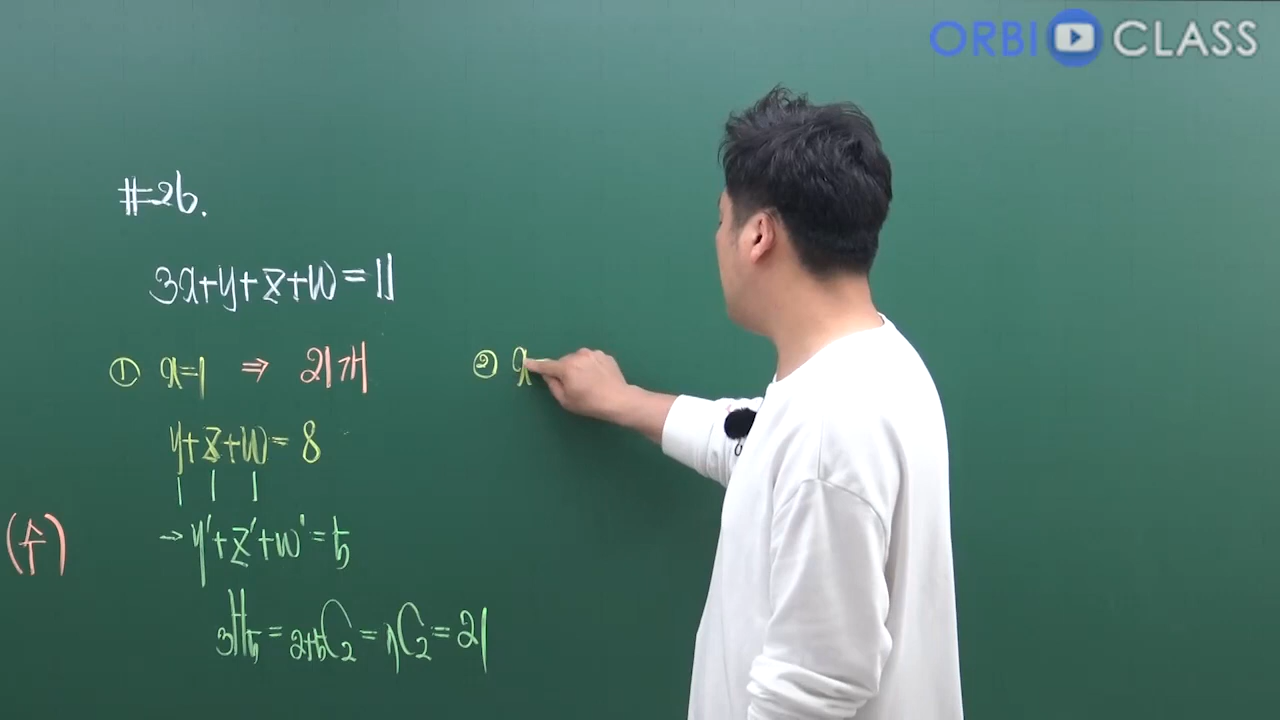 ORBI CLASS
#26.
3x+y+z+w=11
① x=1 ⇒ 21개
y+z+w=8
1 1 1
(수)
→y'+z'+w'=5
₃H₅=₂₊₅C₂=₇C₂=21
② x